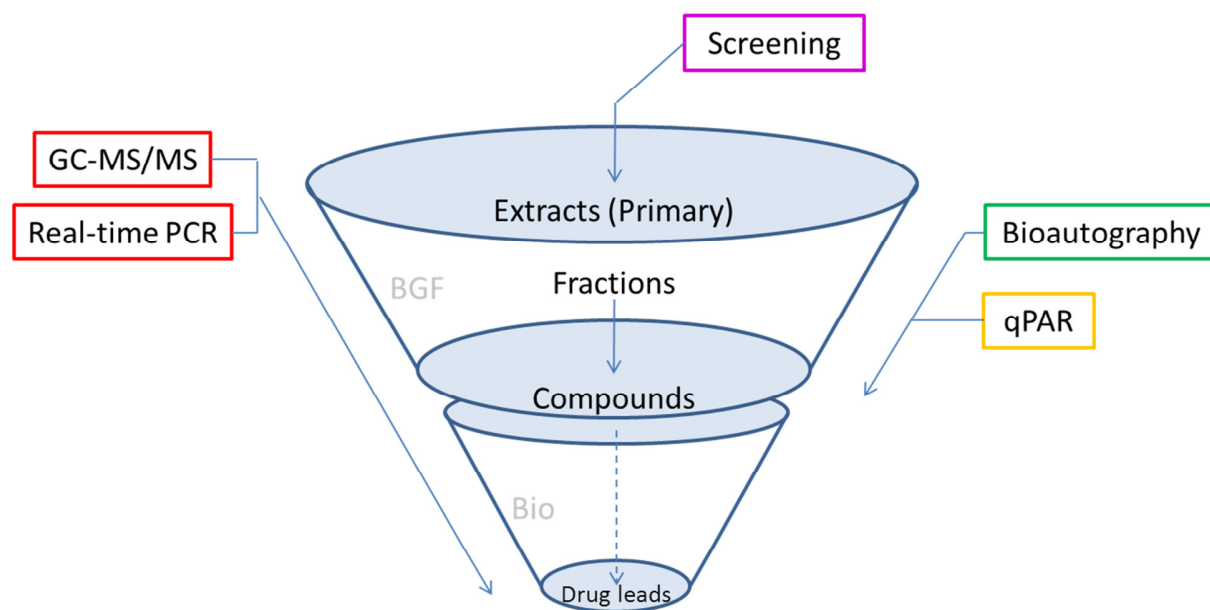 Screening
GC-MS/MS
Real-time PCR
Extracts (Primary)
Bioautography
BGF
Fractions
qPAR
Compounds
Bio
Drug leads